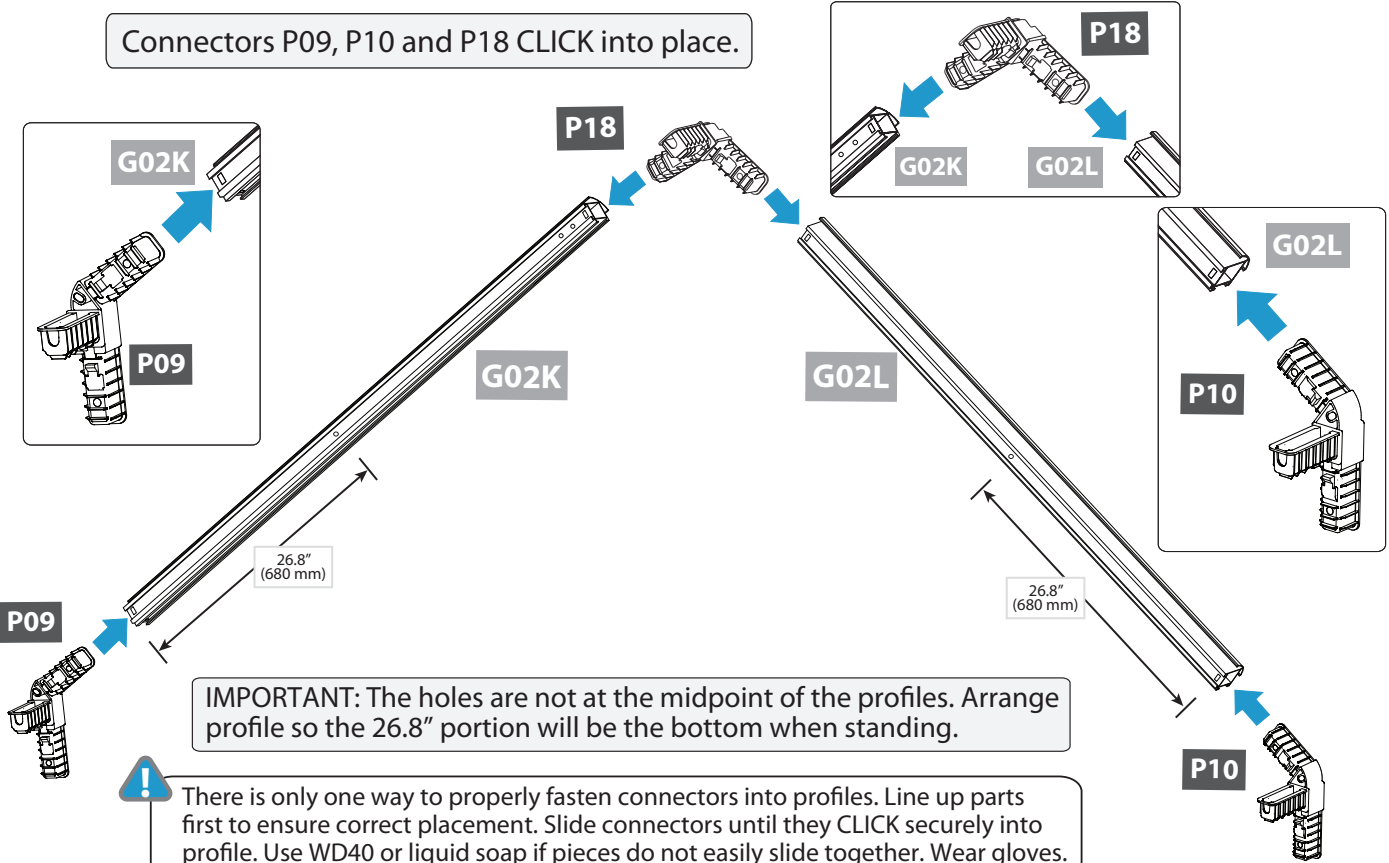 Connectors P09, P10 and P18 CLICK into place.
P18
G02K
G02L
G02K
P09
P18
G02K
G02L
G02L
P10
26.8"
(680 mm)
26.8"
(680 mm)
P09
IMPORTANT: The holes are not at the midpoint of the profiles. Arrange
profile so the 26.8" portion will be the bottom when standing.
P10
!
There is only one way to properly fasten connectors into profiles. Line up parts
first to ensure correct placement. Slide connectors until they CLICK securely into
profile. Use WD40 or liquid soap if pieces do not easily slide together. Wear gloves.